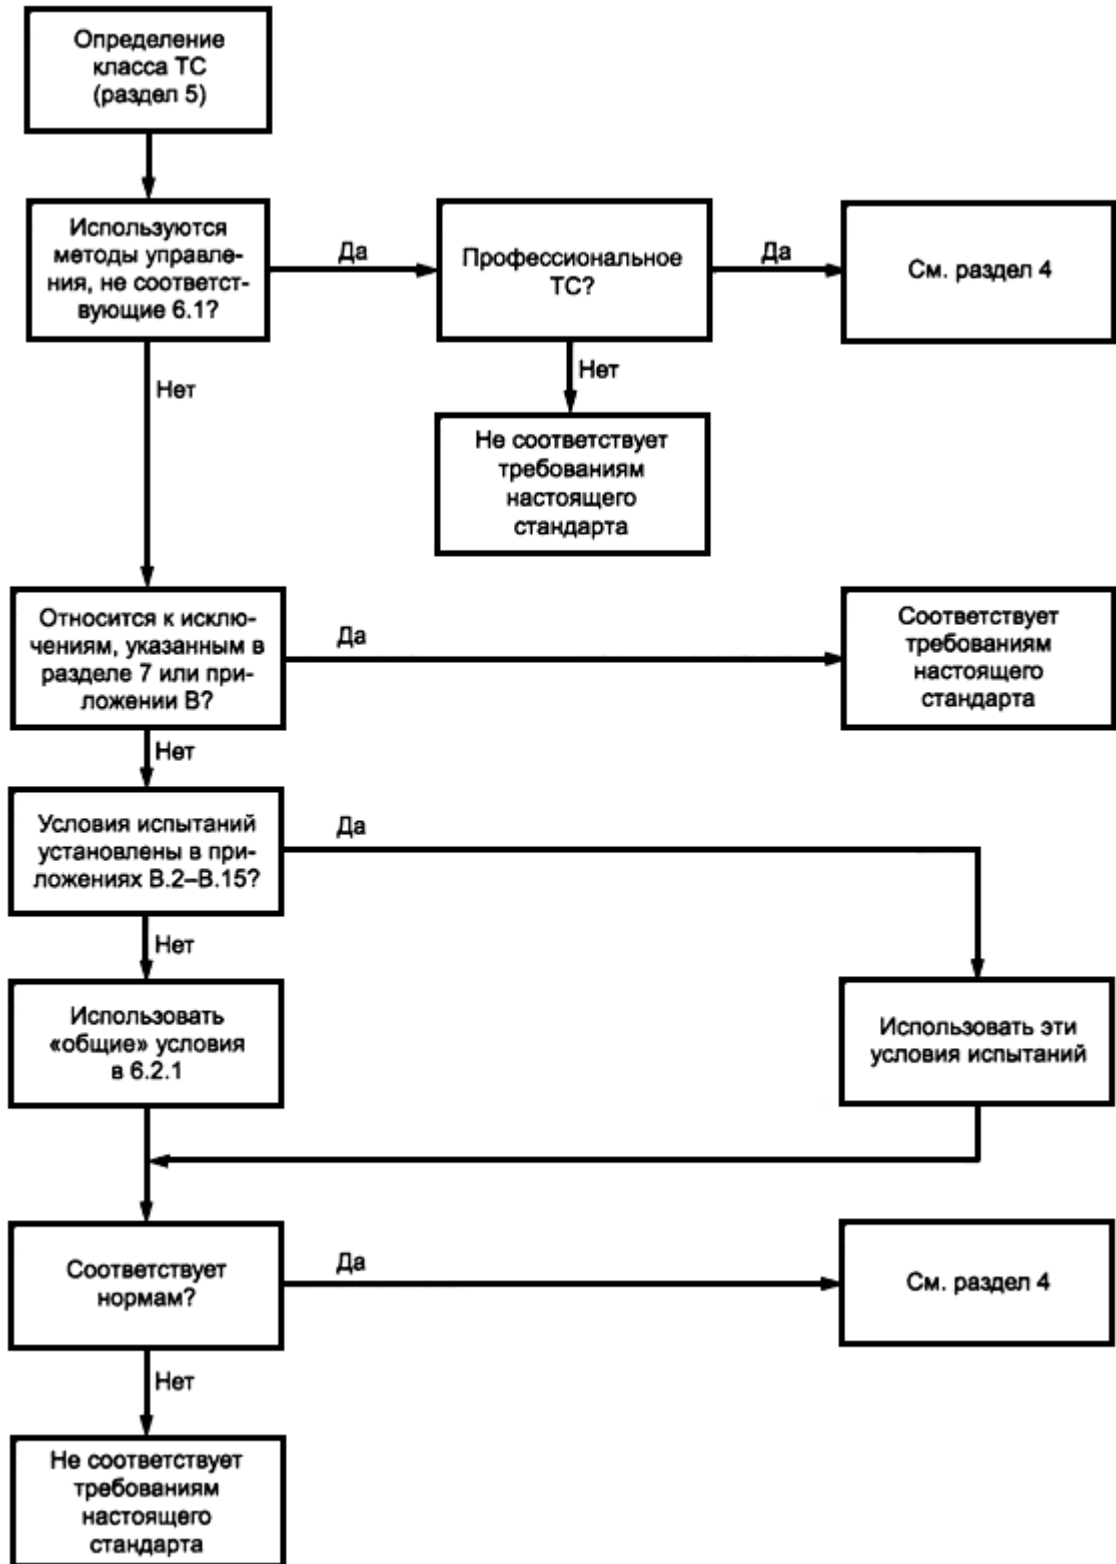 Определение
класса ТС
(раздел 5)
Используются
методы управле-
ния, не соответст-
вующие 6.1?
Да
Профессиональное
ТС?
Да
См. раздел 4
Нет
Нет
Не соответствует
требованиям
настоящего
стандарта
Относится к исклю-
чениям, указанным в
разделе 7 или при-
ложении В?
Да
Соответствует
требованиям
настоящего
стандарта
Нет
Условия испытаний
установлены в при-
ложениях В.2–В.15?
Да
Нет
Использовать
«общие» условия
в 6.2.1
Использовать эти
условия испытаний
Соответствует
нормам?
Да
См. раздел 4
Нет
Не соответствует
требованиям
настоящего
стандарта